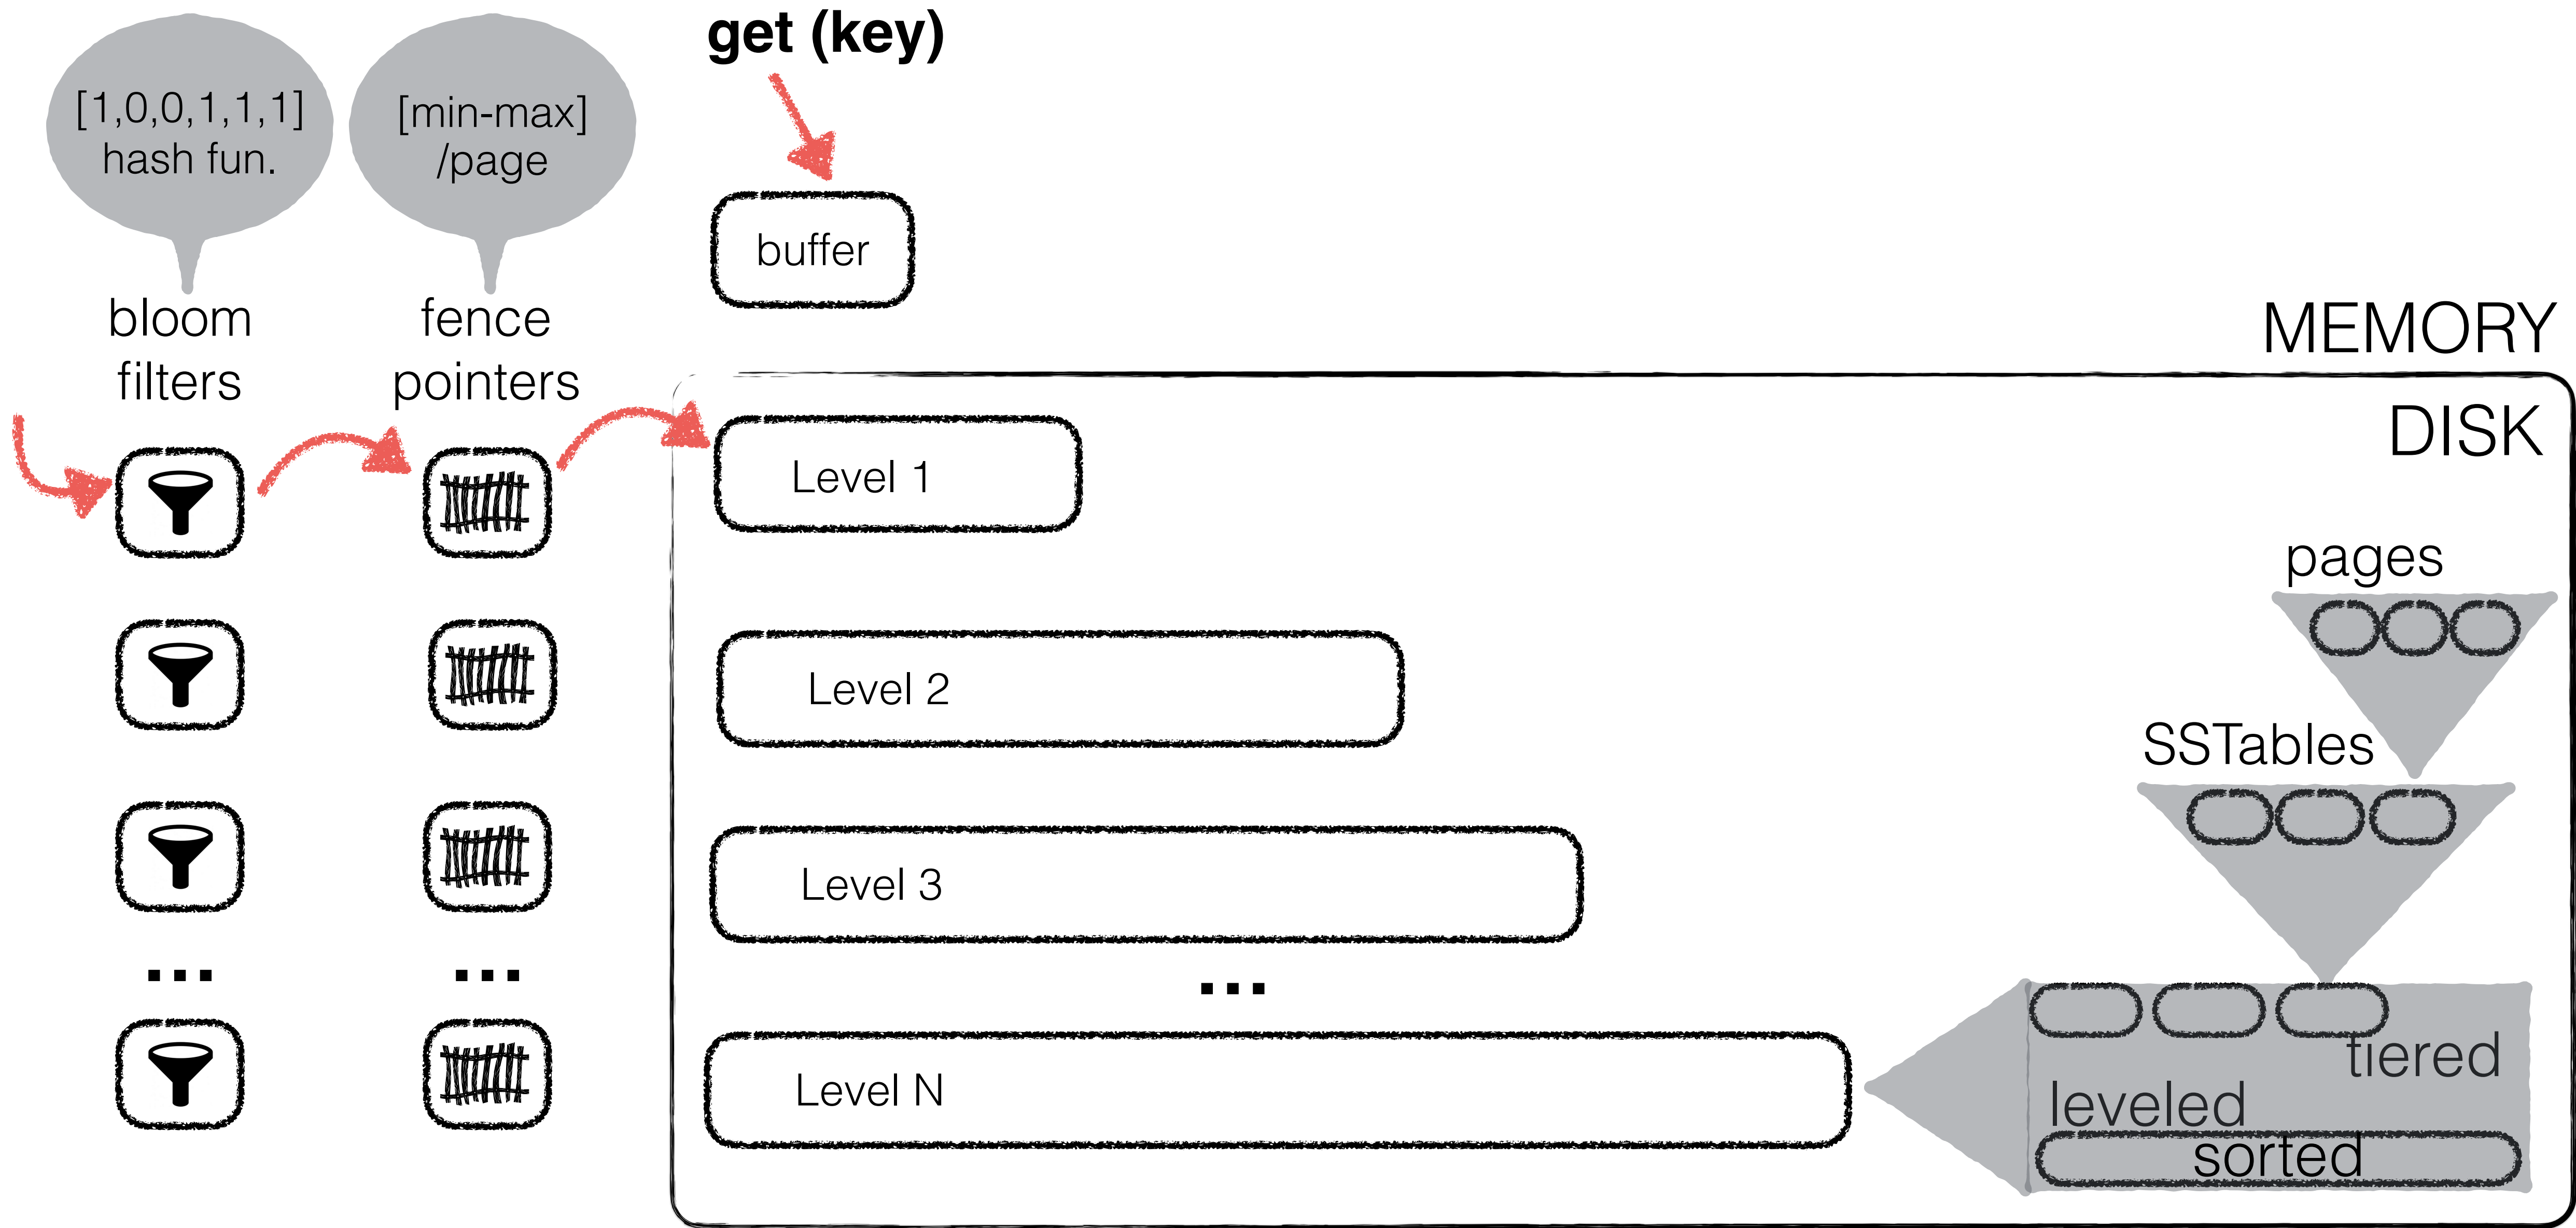 get (key)
[1,0,0,1,1,1]
hash fun.
[min-max]
/page
buffer
bloom
filters
fence
pointers
MEMORY
DISK
Level 1
pages
Level 2
SSTables
Level 3
...
...
...
Level N
tiered
leveled
sorted